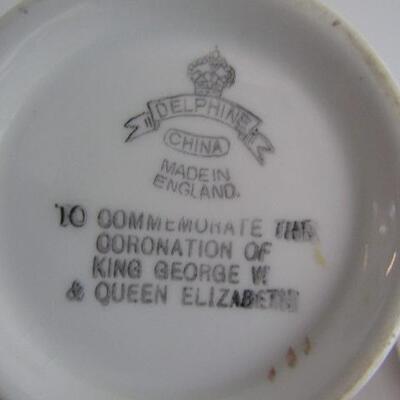 DELPHINE
CHINA
MADE IN
ENGLAND.
TO COMMEMORATE THE
CORONATION OF
KING GEORGE VI
& QUEEN ELIZABETH